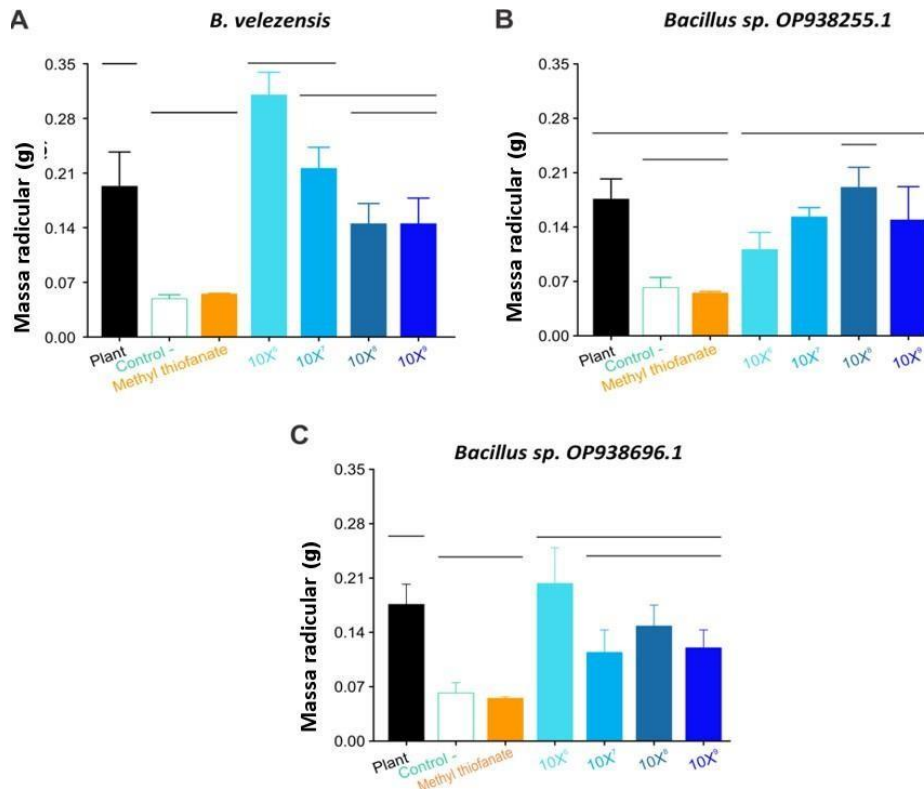 A
B. velezensis
Massa radicular (g)
0.35
0.28
0.21
0.14
0.07
0.00
Plant
Control -
Methyl thiofanate
10X⁶
10X⁷
10X⁸
10X⁹
B
Bacillus sp. OP938255.1
Massa radicular (g)
0.35
0.28
0.21
0.14
0.07
0.00
Plant
Control -
Methyl thiofanate
10X⁶
10X⁷
10X⁸
10X⁹
C
Bacillus sp. OP938696.1
Massa radicular (g)
0.35
0.28
0.21
0.14
0.07
0.00
Plant
Control -
Methyl thiofanate
10X⁶
10X⁷
10X⁸
10X⁹